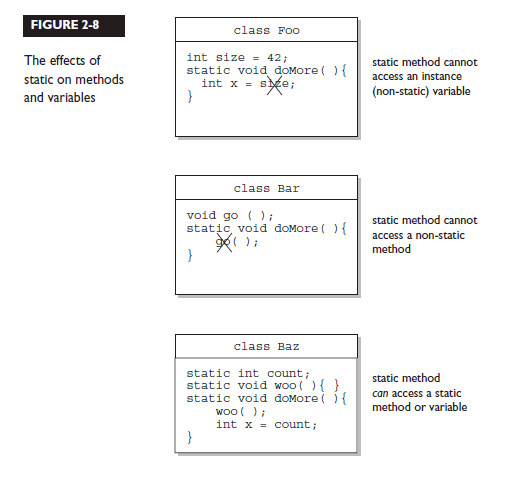 FIGURE 2-8
The effects of
static on methods
and variables
class Foo
int size = 42;
static void doMore( ){
int x = size;
}
static method cannot
access an instance
(non-static) variable
class Bar
void go ( );
static void doMore( ){
go( );
}
static method cannot
access a non-static
method
class Baz
static int count;
static void woo( ){ }
static void doMore( ){
woo( );
int x = count;
}
static method
can access a static
method or variable